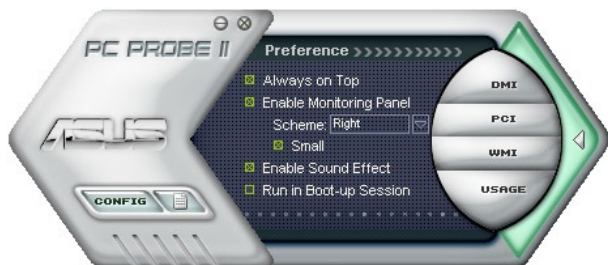 PC PROBE II
Preference >>>>>>>>>>>
Always on Top
Enable Monitoring Panel
Scheme: Right
Small
Enable Sound Effect
Run in Boot-up Session
ASUS
CONFIG
DMI
PCI
WMI
USAGE